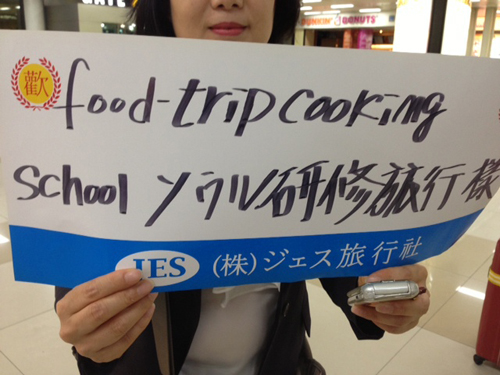 DUNKIN' DONUTS
歡
food-trip cooking
school ソウル研修旅行様
JES (株)ジェス旅行社